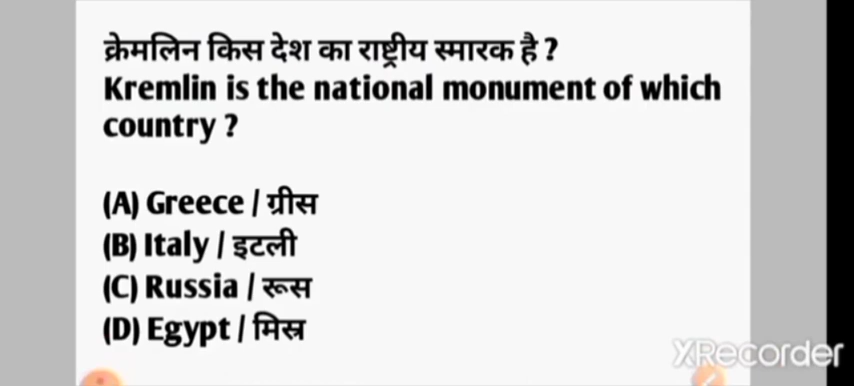 क्रेमलिन किस देश का राष्ट्रीय स्मारक है ?
Kremlin is the national monument of which
country ?
(A) Greece / ग्रीस
(B) Italy / इटली
(C) Russia / रूस
(D) Egypt / मिस्र
XRecorder